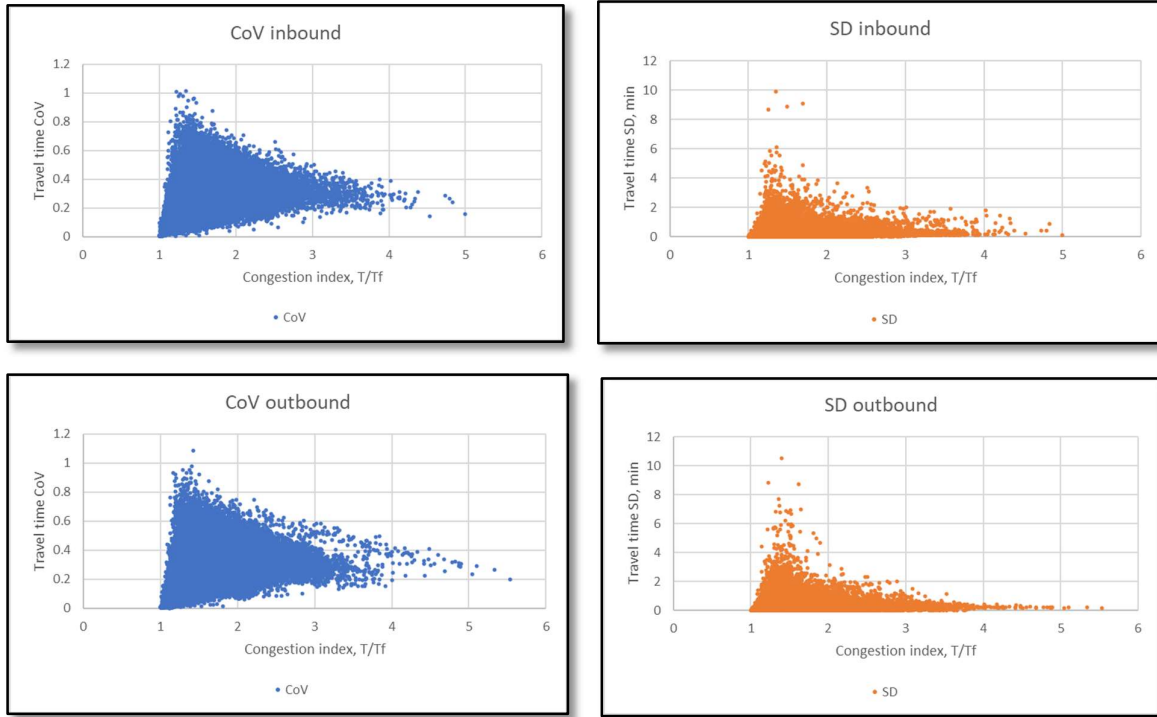 CoV inbound
1.2
1
0.8
0.6
0.4
0.2
0
0 1 2 3 4 5 6
Travel time CoV
Congestion index, T/Tf
CoV
SD inbound
12
10
8
6
4
2
0
0 1 2 3 4 5 6
Travel time SD, min
Congestion index, T/Tf
SD
CoV outbound
1.2
1
0.8
0.6
0.4
0.2
0
0 1 2 3 4 5 6
Travel time CoV
Congestion index, T/Tf
CoV
SD outbound
12
10
8
6
4
2
0
0 1 2 3 4 5 6
Travel time SD, min
Congestion index, T/Tf
SD